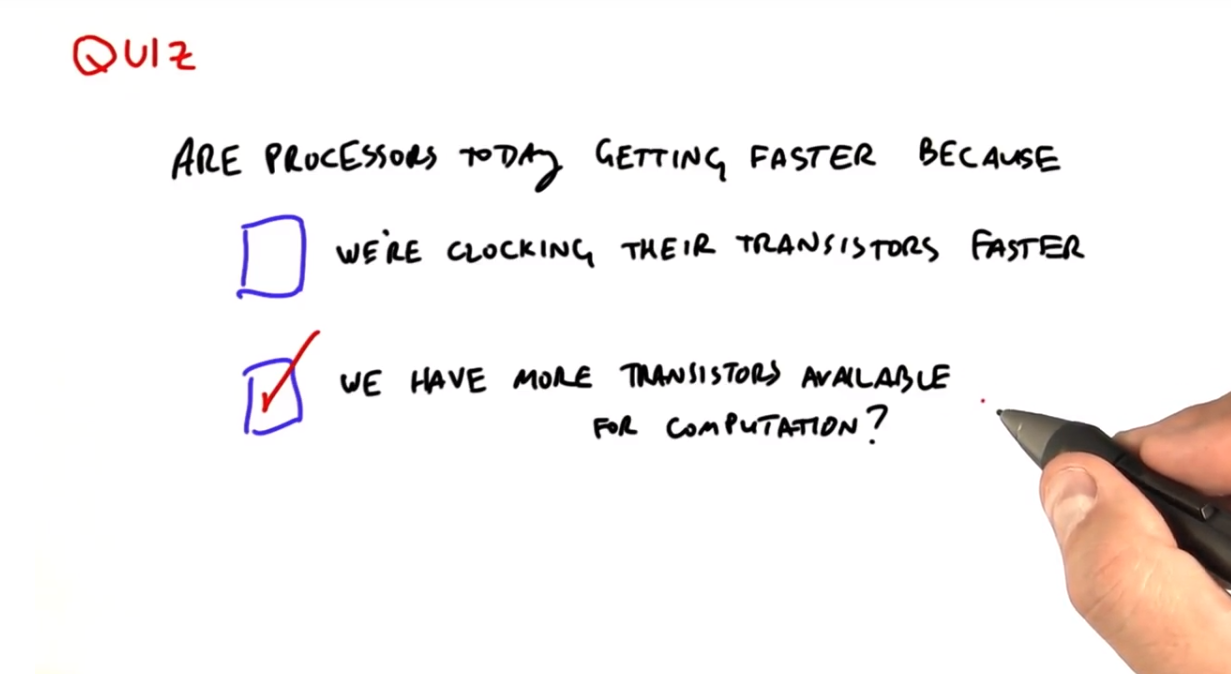 QUIZ
ARE PROCESSORS TODAY GETTING FASTER BECAUSE
WE'RE CLOCKING THEIR TRANSISTORS FASTER
WE HAVE MORE TRANSISTORS AVAILABLE
FOR COMPUTATION?